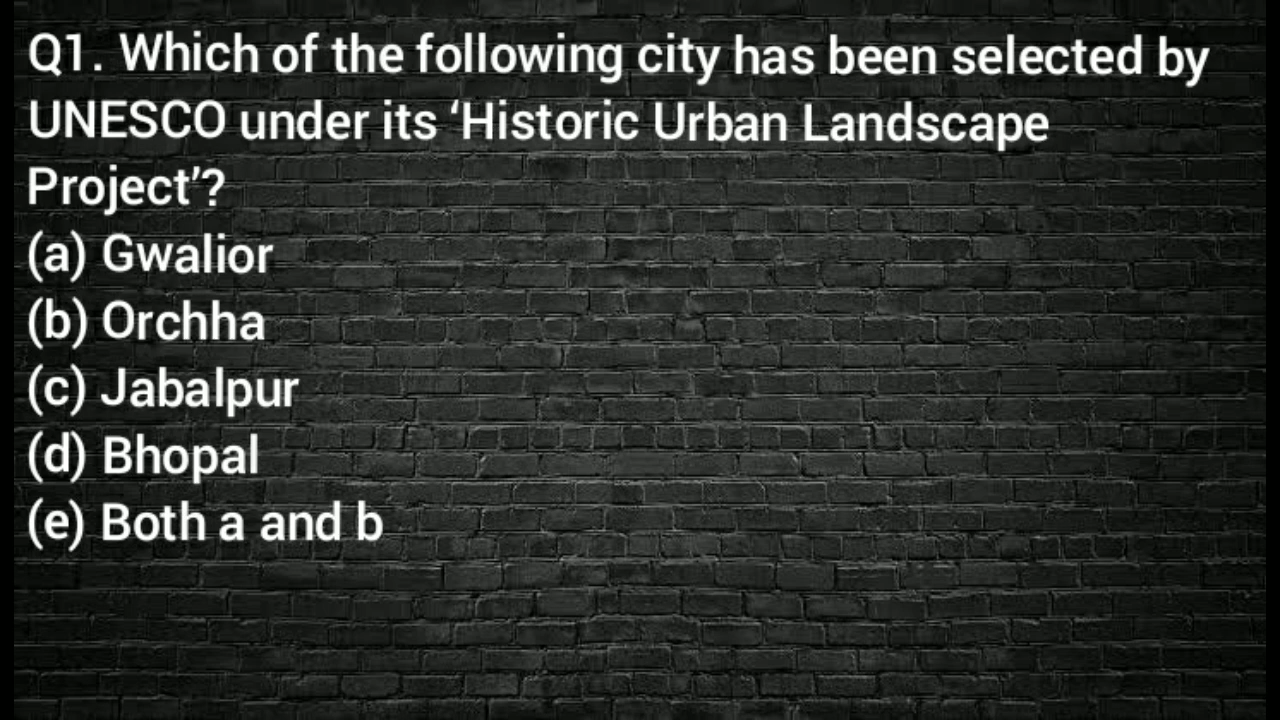 Q1. Which of the following city has been selected by
UNESCO under its ‘Historic Urban Landscape
Project’?
(a) Gwalior
(b) Orchha
(c) Jabalpur
(d) Bhopal
(e) Both a and b